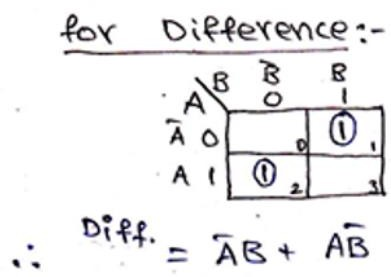 for Difference:-
B B̄ B
A 0 1
Ā 0 0 1 1
A 1 1 2 3
∴ Diff. = ĀB + AB̄